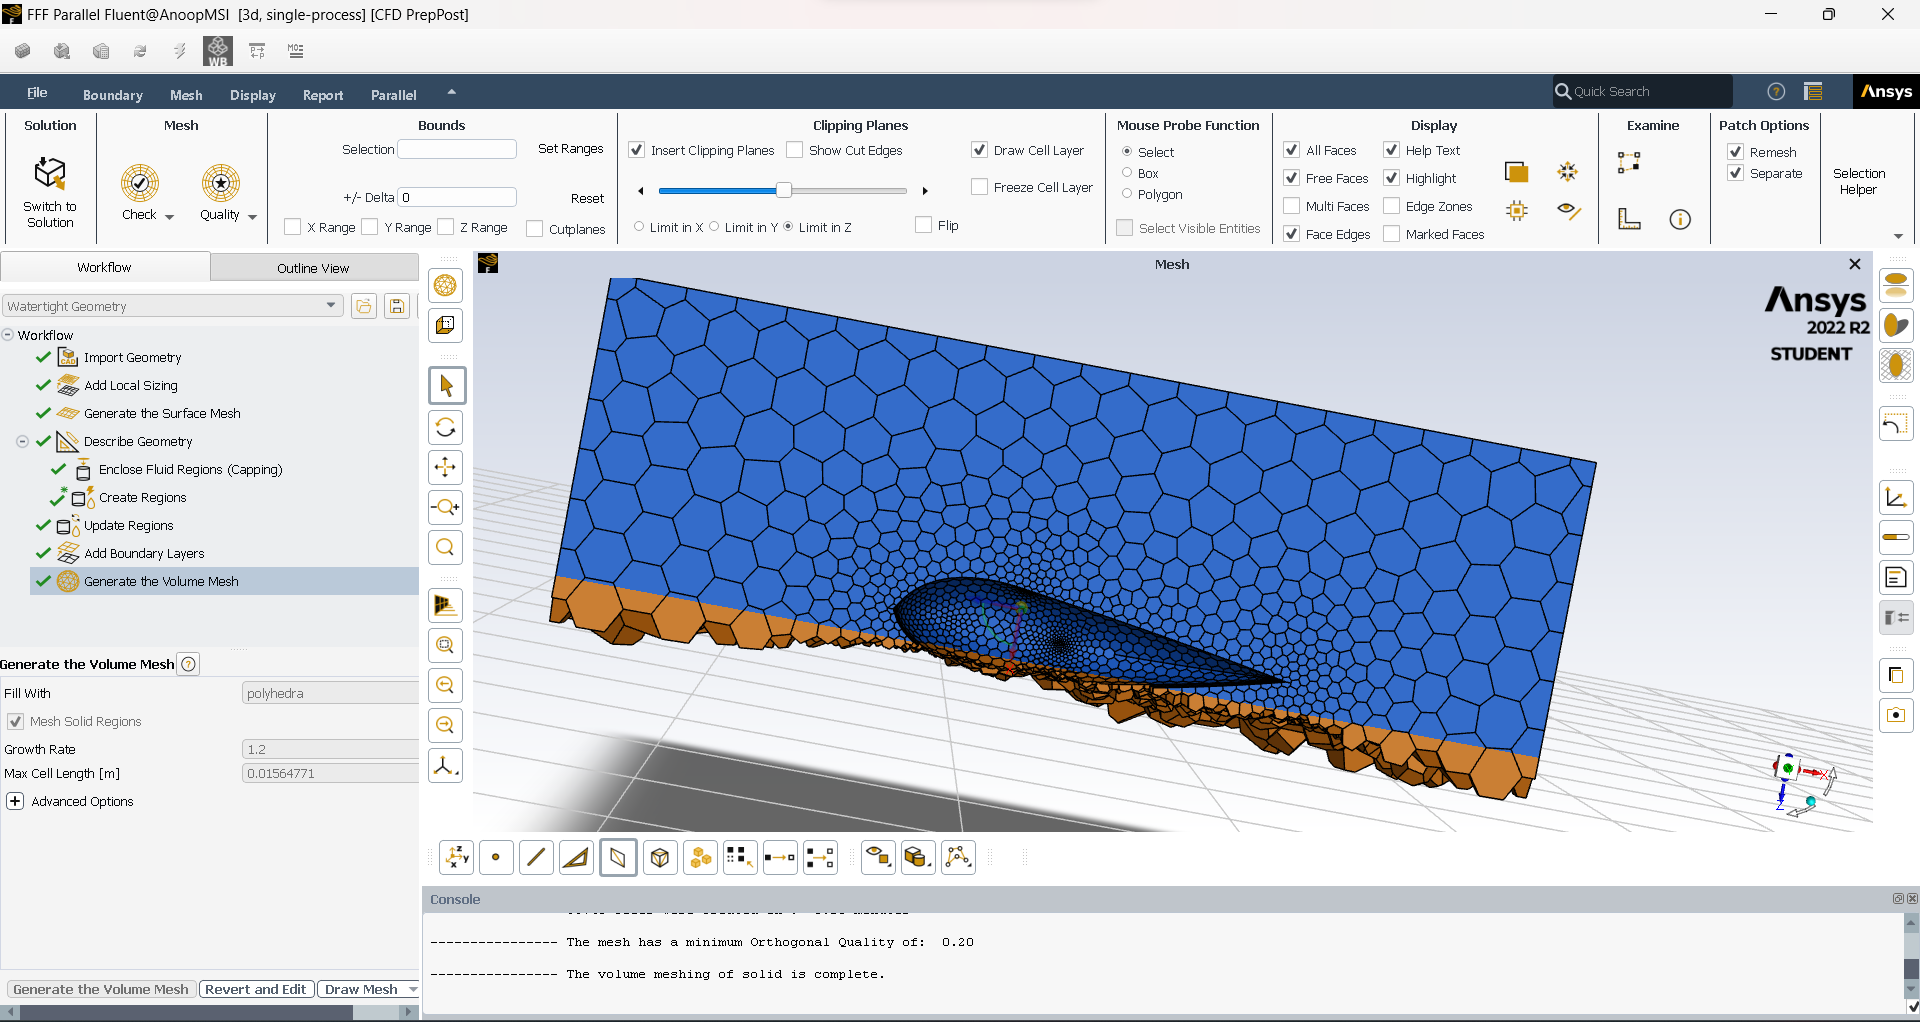 FFF Parallel Fluent@AnoopMSI [3d, single-process] [CFD PrepPost]
WB
MO=
File Boundary Mesh Display Report Parallel
Quick Search
Ansys
Solution
Switch to
Solution
Mesh
Check
Quality
Bounds
Selection
Set Ranges
+/- Delta 0
Reset
X Range Y Range Z Range Cutplanes
Clipping Planes
Insert Clipping Planes Show Cut Edges Draw Cell Layer
Freeze Cell Layer
Limit in X Limit in Y Limit in Z Flip
Mouse Probe Function
Select
Box
Polygon
Select Visible Entities
Display
All Faces Help Text
Free Faces Highlight
Multi Faces Edge Zones
Face Edges Marked Faces
Examine
Patch Options
Remesh
Separate
Selection
Helper
Workflow Outline View
Watertight Geometry
Workflow
Import Geometry
Add Local Sizing
Generate the Surface Mesh
Describe Geometry
Enclose Fluid Regions (Capping)
Create Regions
Update Regions
Add Boundary Layers
Generate the Volume Mesh
Generate the Volume Mesh
Fill With polyhedra
Mesh Solid Regions
Growth Rate 1.2
Max Cell Length [m] 0.01564771
Advanced Options
Generate the Volume Mesh Revert and Edit Draw Mesh
Mesh
Ansys
2022 R2
STUDENT
X
Z
Z
X Y
Console
---------------- The mesh has a minimum Orthogonal Quality of: 0.20
---------------- The volume meshing of solid is complete.